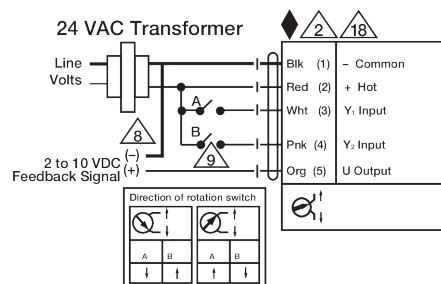 24 VAC Transformer
2 18
Line
Volts
Blk (1) – Common
Red (2) + Hot
A
Wht (3) Y₁ Input
B
Pnk (4) Y₂ Input
8
9
(–)
2 to 10 VDC
Feedback Signal (+)
Org (5) U Output
Direction of rotation switch
A B A B